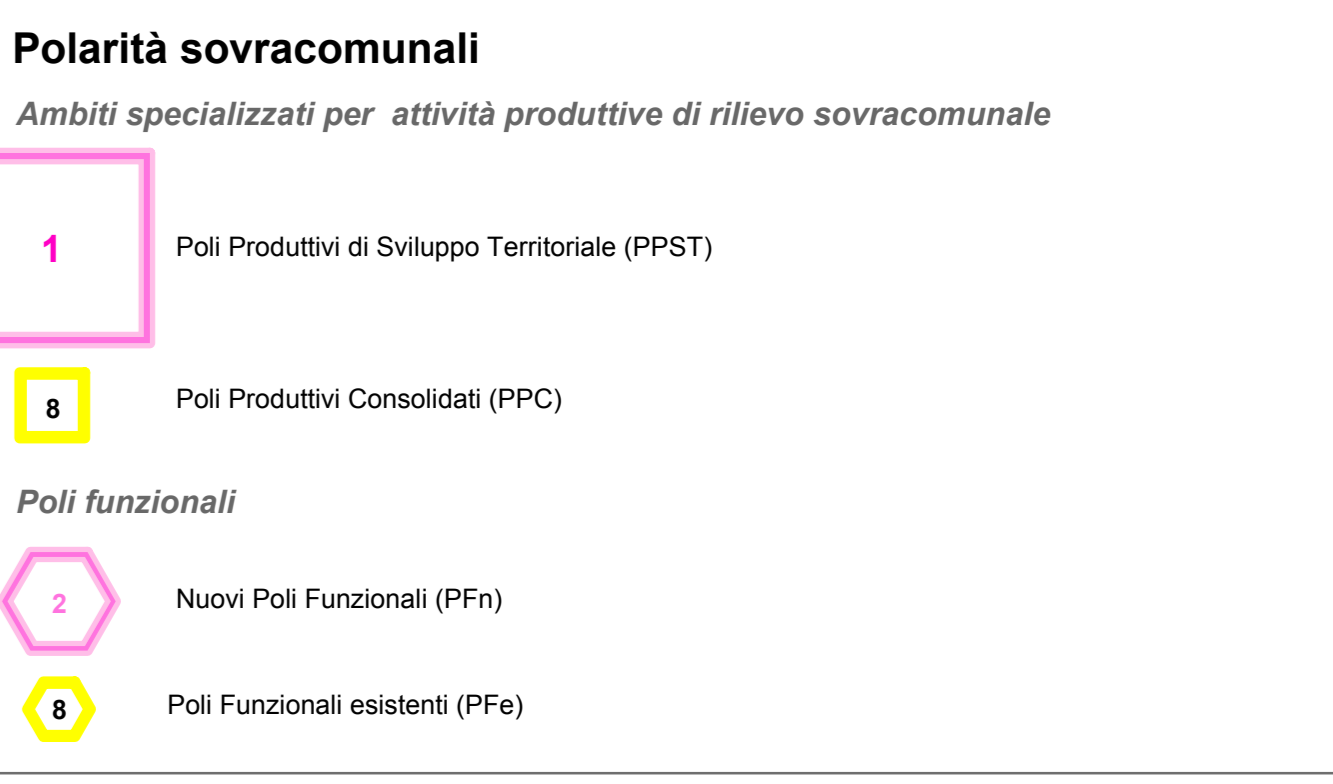 Polarità sovracomunali
Ambiti specializzati per  attività produttive di rilievo sovracomunale
1
Poli Produttivi di Sviluppo Territoriale (PPST)
8
Poli Produttivi Consolidati (PPC)
Poli funzionali
2
Nuovi Poli Funzionali (PFn)
8
Poli Funzionali esistenti (PFe)